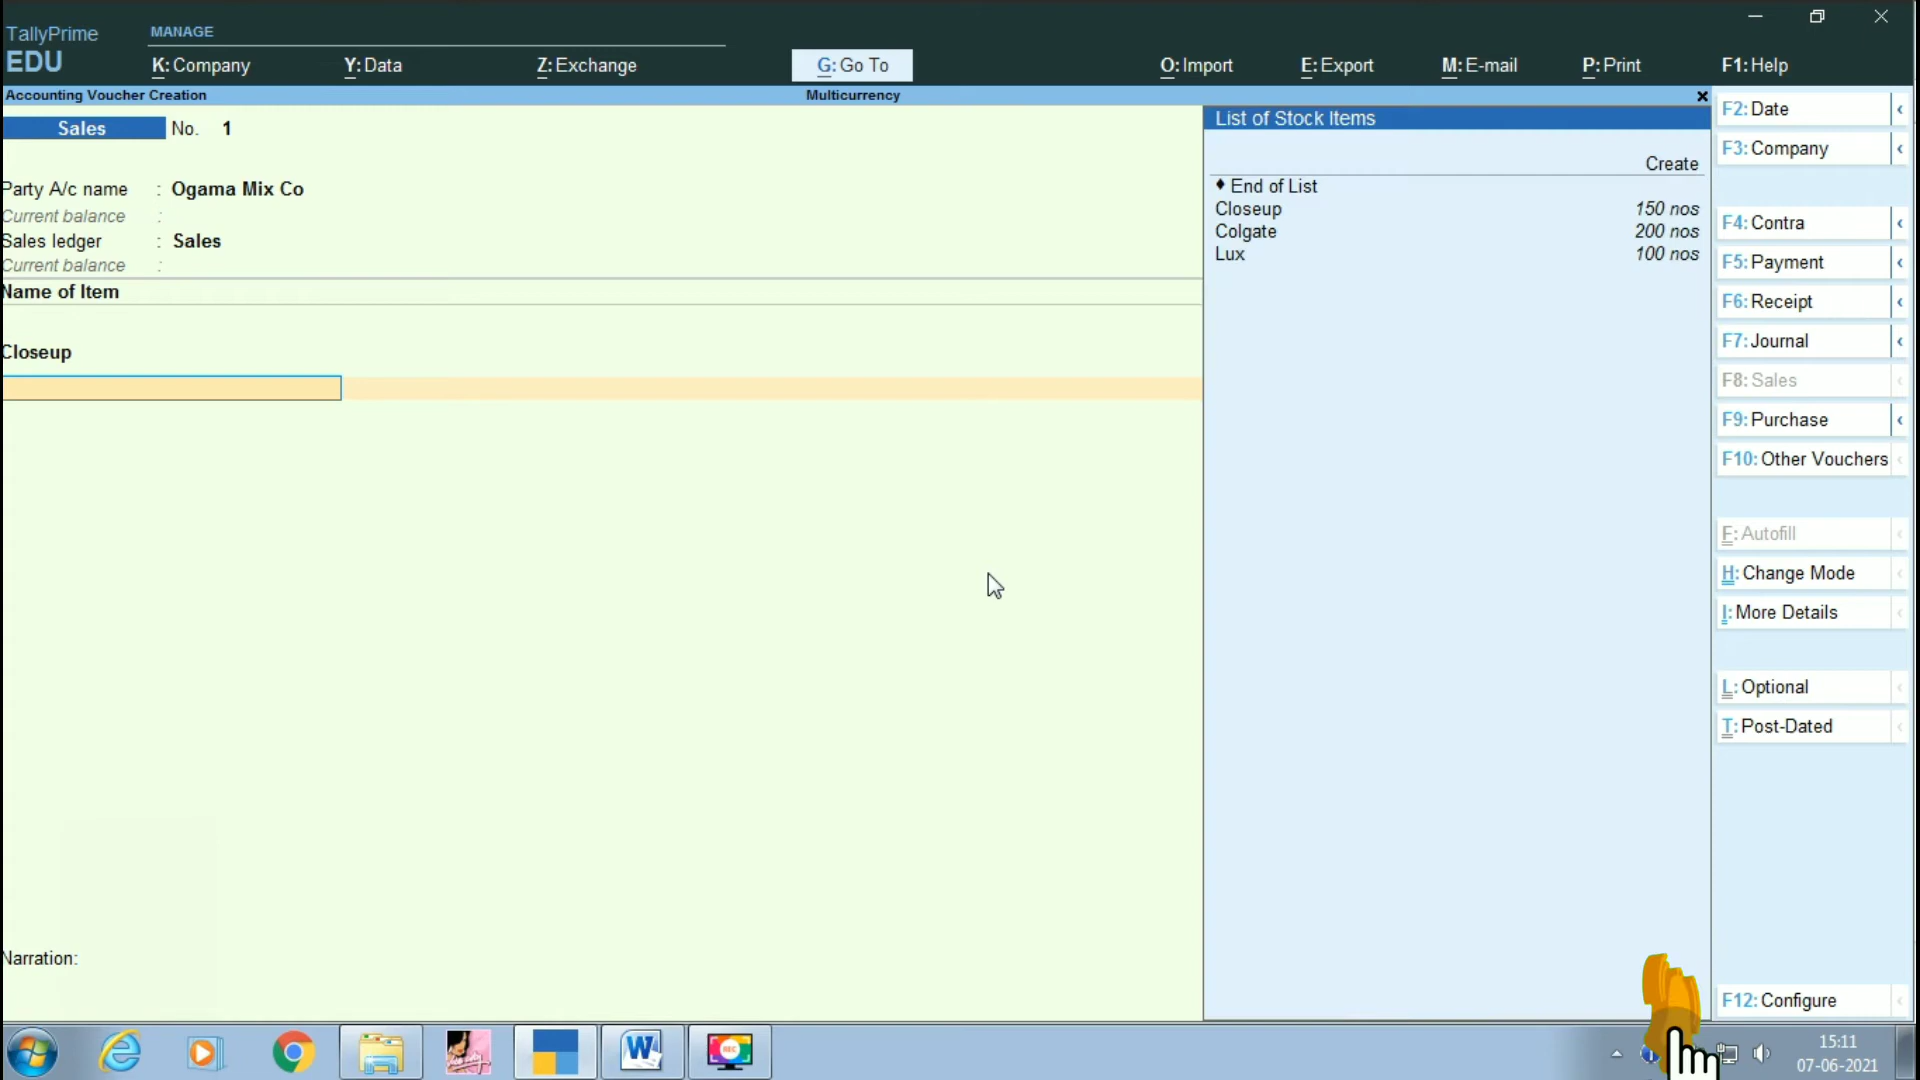 TallyPrime
EDU
MANAGE
K: Company
Y: Data
Z: Exchange
G: Go To
O: Import
E: Export
M: E-mail
P: Print
F1: Help
Accounting Voucher Creation
Multicurrency
Sales No. 1
Party A/c name : Ogama Mix Co
Current balance :
Sales ledger : Sales
Current balance :
Name of Item
Closeup
Narration:
List of Stock Items
Create
♦ End of List
Closeup 150 nos
Colgate 200 nos
Lux 100 nos
F2: Date
F3: Company
F4: Contra
F5: Payment
F6: Receipt
F7: Journal
F8: Sales
F9: Purchase
F10: Other Vouchers
F: Autofill
H: Change Mode
I: More Details
L: Optional
T: Post-Dated
F12: Configure
REC
15:11
07-06-2021